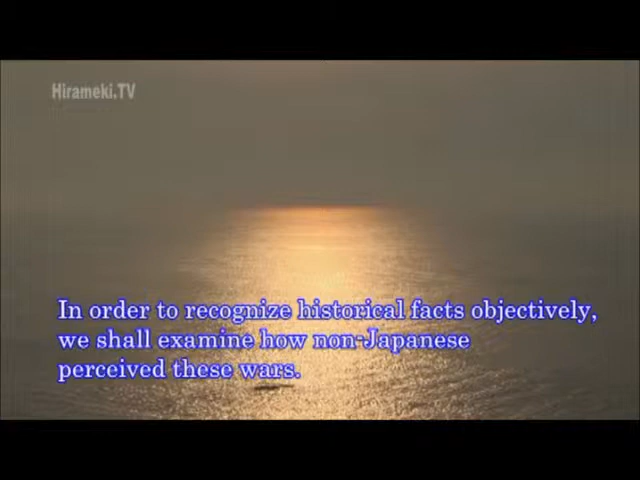 Hirameki.TV
In order to recognize historical facts objectively,
we shall examine how non-Japanese
perceived these wars.